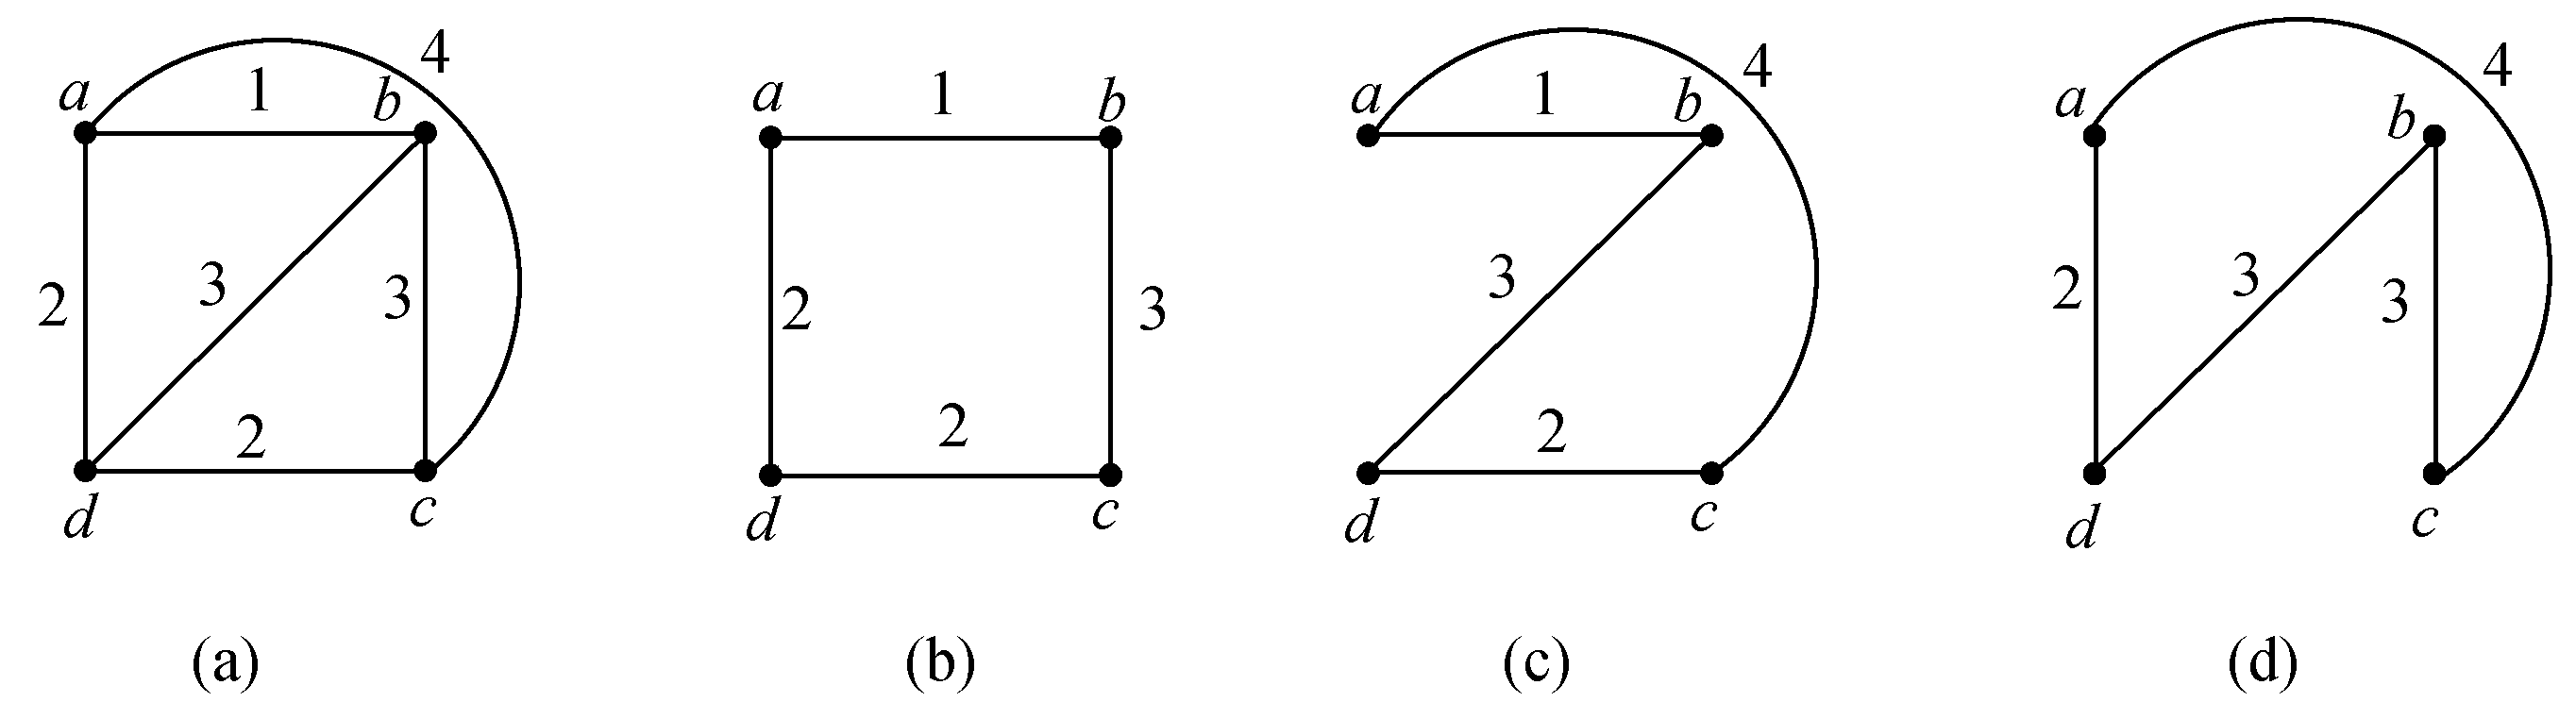 4 4 4
a 1 b a 1 b a 1 b a b
2 3 3 2 3 3 2 3 3
2 2 2
d c d c d c d c
(a) (b) (c) (d)